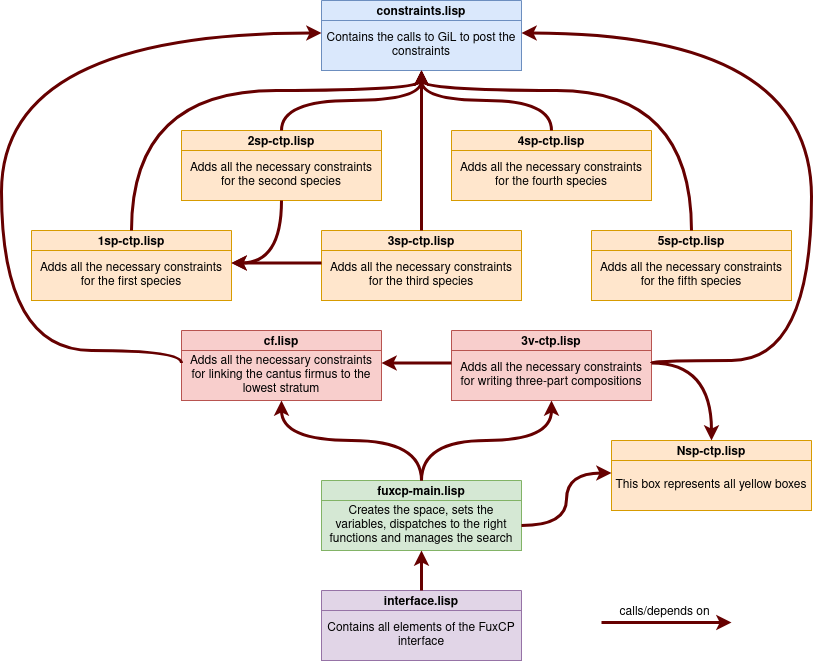 constraints.lisp
Contains the calls to GiL to post the
constraints
2sp-ctp.lisp
Adds all the necessary constraints
for the second species
4sp-ctp.lisp
Adds all the necessary constraints
for the fourth species
1sp-ctp.lisp
Adds all the necessary constraints
for the first species
3sp-ctp.lisp
Adds all the necessary constraints
for the third species
5sp-ctp.lisp
Adds all the necessary constraints
for the fifth species
cf.lisp
Adds all the necessary constraints
for linking the cantus firmus to the
lowest stratum
3v-ctp.lisp
Adds all the necessary constraints
for writing three-part compositions
Nsp-ctp.lisp
This box represents all yellow boxes
fuxcp-main.lisp
Creates the space, sets the
variables, dispatches to the right
functions and manages the search
interface.lisp
Contains all elements of the FuxCP
interface
calls/depends on